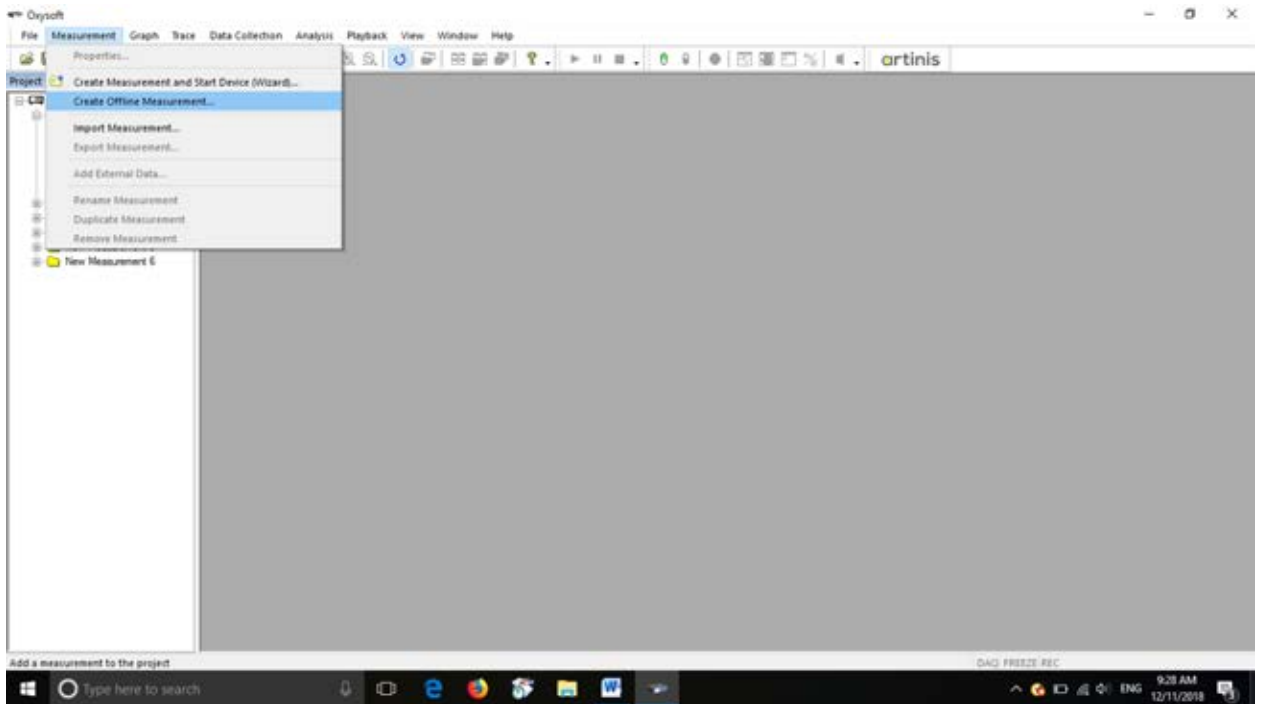 Oxysoft
File Measurement Graph Trace Data Collection Analysis Playback View Window Help
Properties...
artinis
Project
Create Measurement and Start Device (Wizard)...
Create Offline Measurement...
Import Measurement...
Export Measurement...
Add External Data...
Rename Measurement
Duplicate Measurement
Remove Measurement
New Measurement 6
Add a measurement to the project
DAQ FREEZE REC
Type here to search
ENG
9:28 AM
12/11/2018